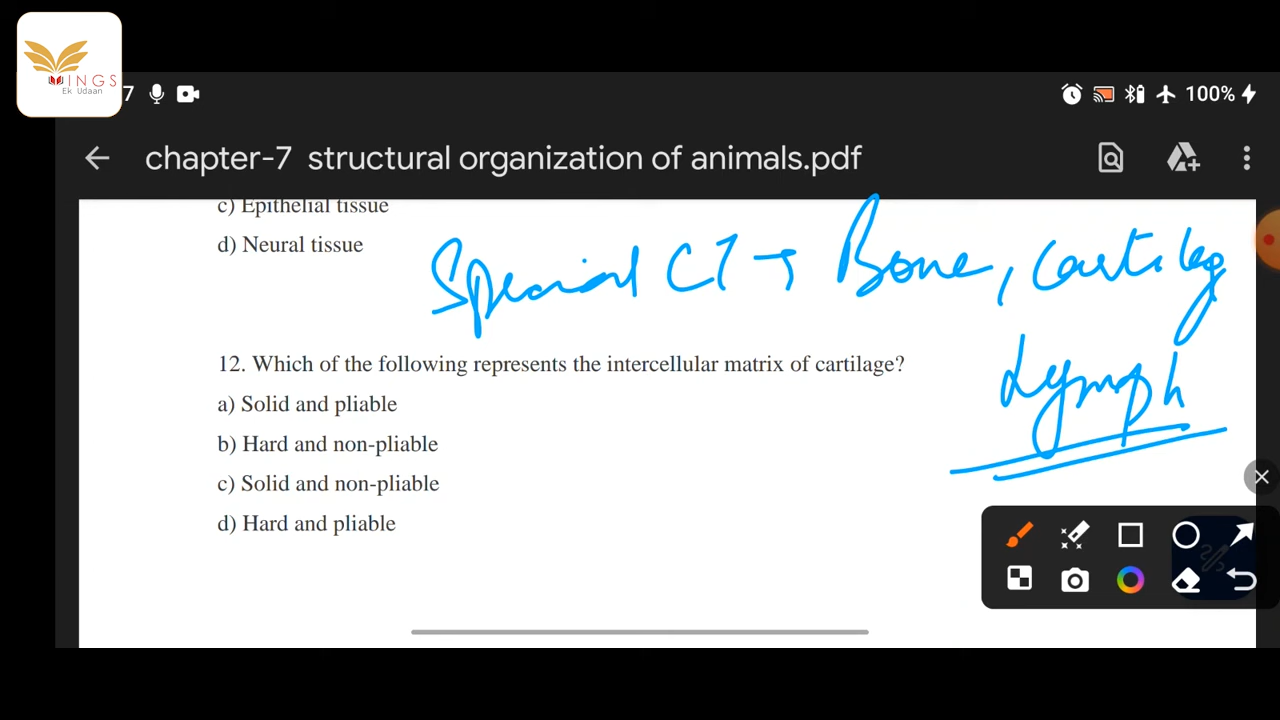 WINGS
Ek Udaan
7
100%
chapter-7 structural organization of animals.pdf
c) Epithelial tissue
d) Neural tissue
Special CT → Bone, Cartilag
Lymph
12. Which of the following represents the intercellular matrix of cartilage?
a) Solid and pliable
b) Hard and non-pliable
c) Solid and non-pliable
d) Hard and pliable